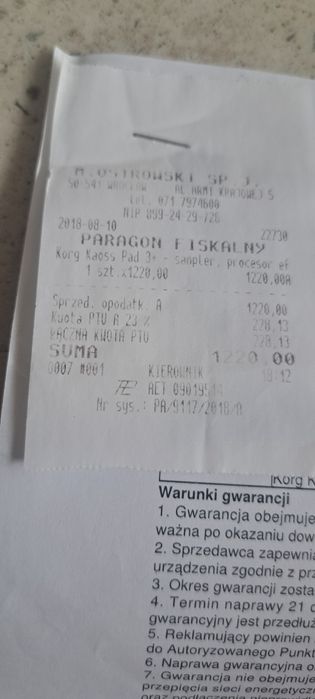 M.OSTROWSKI SP J.
50-541 WROCŁAW AL ARMII KRAJOWEJ 5
tel. 071 7974600
NIP 899-24-29-726
2018-08-10 22730
PARAGON FISKALNY
Korg Kaoss Pad 3+ - sampler, procesor ef
1 szt.x1220,00 1220,00A
Sprzed. opodatk. A 1220,00
Kwota PTU A 23 % 228,13
ŁĄCZNA KWOTA PTU 228,13
SUMA 1220,00
0007 #001 KIEROWNIK 18:12
Nr sys.: PA/9117/2018/A
Korg K
Warunki gwarancji
1. Gwarancja obejmuje
ważna po okazaniu dow
2. Sprzedawca zapewnia
urządzenia zgodnie z prz
3. Okres gwarancji zosta
4. Termin naprawy 21 d
gwarancyjny jest przedłuż
5. Reklamujący powinien
do Autoryzowanego Punkt
6. Naprawa gwarancyjna o
7. Gwarancja nie obejmuje
przepięcia sieci energetycz